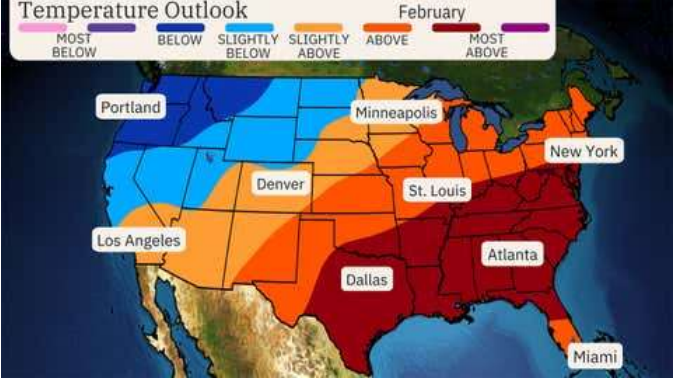 Temperature Outlook
February
MOST
BELOW
BELOW
SLIGHTLY
BELOW
SLIGHTLY
ABOVE
ABOVE
MOST
ABOVE
Portland
Minneapolis
New York
Denver
St. Louis
Los Angeles
Atlanta
Dallas
Miami